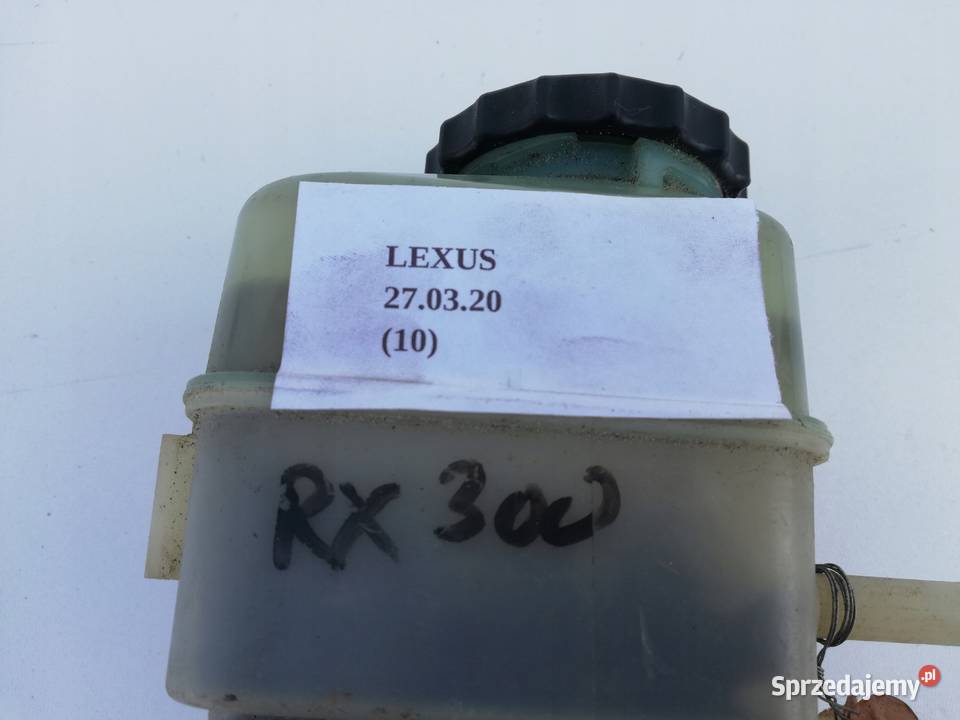 LEXUS
27.03.20
(10)
RX 300
Sprzedajemy.pl